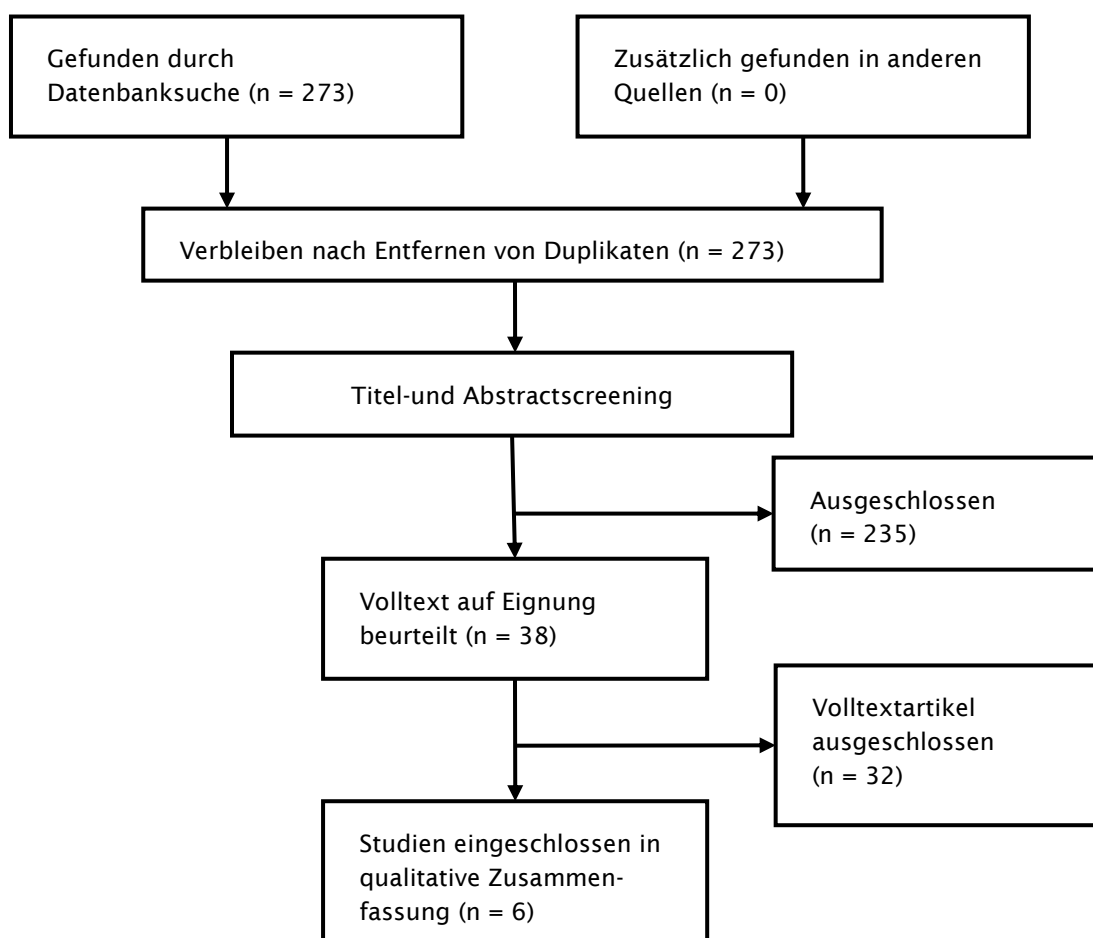 Gefunden durch
Datenbanksuche (n = 273)
Zusätzlich gefunden in anderen
Quellen (n = 0)
Verbleiben nach Entfernen von Duplikaten (n = 273)
Titel-und Abstractscreening
Ausgeschlossen
(n = 235)
Volltext auf Eignung
beurteilt (n = 38)
Volltextartikel
ausgeschlossen
(n = 32)
Studien eingeschlossen in
qualitative Zusammen-
fassung (n = 6)